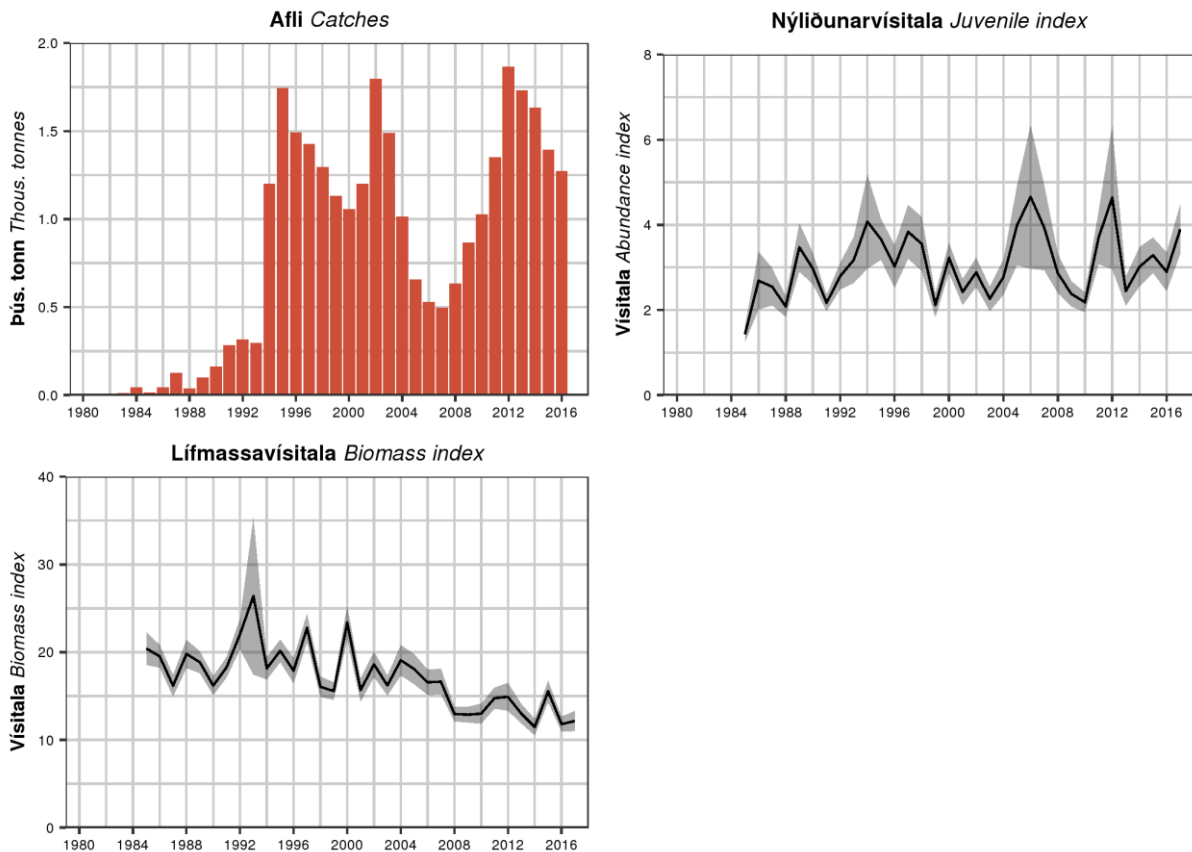 Afli Catches
Þús. tonn Thous. tonnes
2.0
1.5
1.0
0.5
0.0
1980 1984 1988 1992 1996 2000 2004 2008 2012 2016
Nýliðunarvísitala Juvenile index
Vísitala Abundance index
8
6
4
2
0
1980 1984 1988 1992 1996 2000 2004 2008 2012 2016
Lífmassavísitala Biomass index
Vísitala Biomass index
40
30
20
10
0
1980 1984 1988 1992 1996 2000 2004 2008 2012 2016